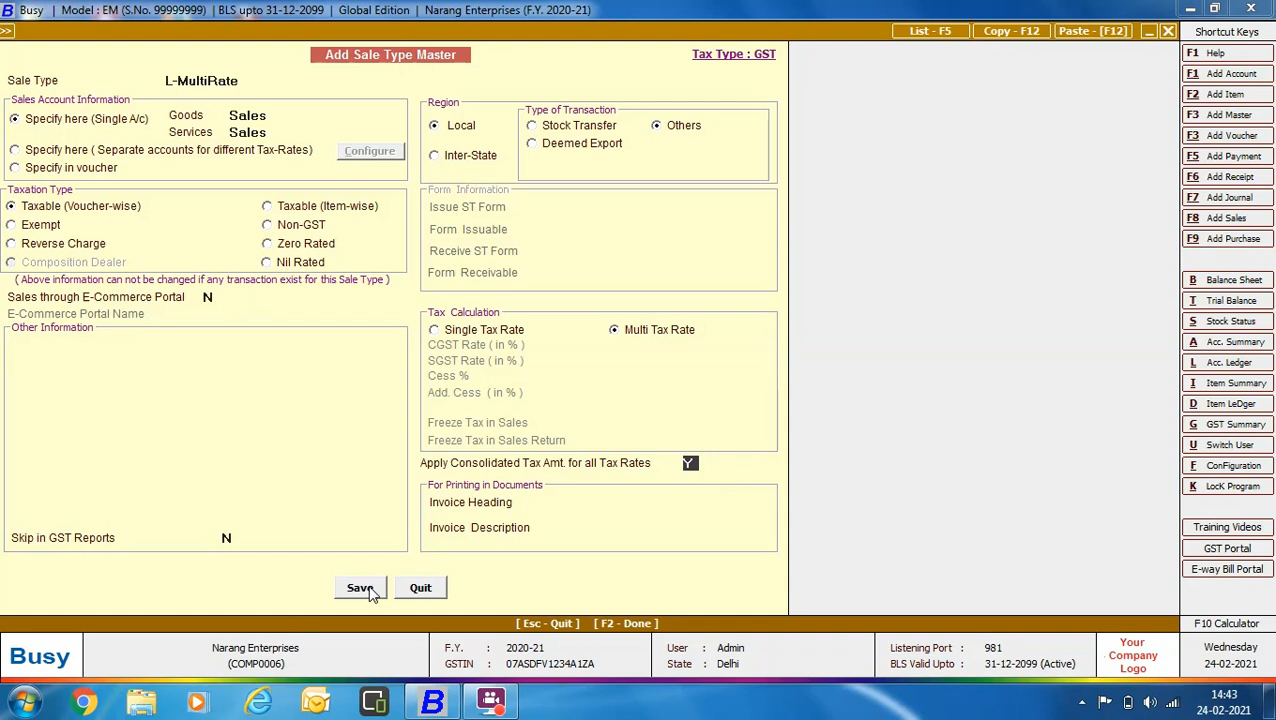 Busy Model : EM (S.No. 99999999) BLS upto 31-12-2099 Global Edition Narang Enterprises (F.Y. 2020-21)
>> List - F5 Copy - F12 Paste - [F12]
Add Sale Type Master Tax Type : GST
Sale Type L-MultiRate
Sales Account Information
Specify here (Single A/c) Goods Sales
Services Sales
Specify here ( Separate accounts for different Tax-Rates) Configure
Specify in voucher
Region
Local
Inter-State
Type of Transaction
Stock Transfer Others
Deemed Export
Taxation Type
Taxable (Voucher-wise) Taxable (Item-wise)
Exempt Non-GST
Reverse Charge Zero Rated
Composition Dealer Nil Rated
( Above information can not be changed if any transaction exist for this Sale Type )
Form Information
Issue ST Form
Form Issuable
Receive ST Form
Form Receivable
Sales through E-Commerce Portal N
E-Commerce Portal Name
Other Information
Skip in GST Reports N
Tax Calculation
Single Tax Rate Multi Tax Rate
CGST Rate ( in % )
SGST Rate ( in % )
Cess %
Add. Cess ( in % )
Freeze Tax in Sales
Freeze Tax in Sales Return
Apply Consolidated Tax Amt. for all Tax Rates Y
For Printing in Documents
Invoice Heading
Invoice Description
Save Quit
[ Esc - Quit ] [ F2 - Done ]
Shortcut Keys
F1 Help
F1 Add Account
F2 Add Item
F3 Add Master
F3 Add Voucher
F5 Add Payment
F6 Add Receipt
F7 Add Journal
F8 Add Sales
F9 Add Purchase
B Balance Sheet
T Trial Balance
S Stock Status
A Acc. Summary
L Acc. Ledger
I Item Summary
D Item LeDger
G GST Summary
U Switch User
F ConFiguration
K LocK Program
Training Videos
GST Portal
E-way Bill Portal
F10 Calculator
Busy
Narang Enterprises
(COMP0006)
F.Y. : 2020-21
GSTIN : 07ASDFV1234A1ZA
User : Admin
State : Delhi
Listening Port : 981
BLS Valid Upto : 31-12-2099 (Active)
Your
Company
Logo
Wednesday
24-02-2021
14:43
24-02-2021